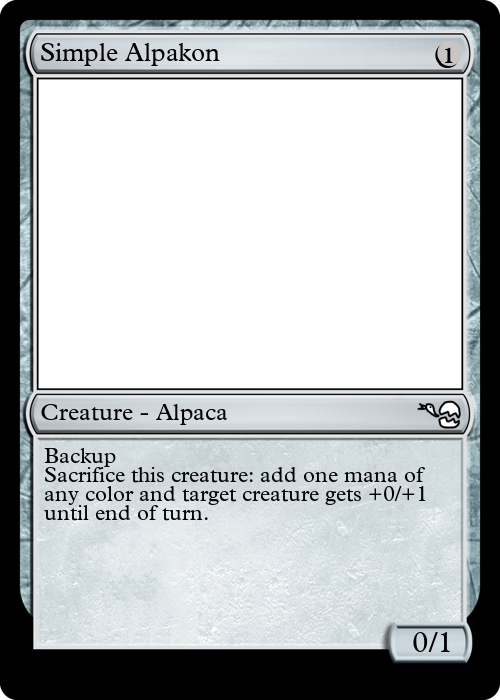 Simple Alpakon 1
Creature - Alpaca
Backup
Sacrifice this creature: add one mana of
any color and target creature gets +0/+1
until end of turn.
0/1